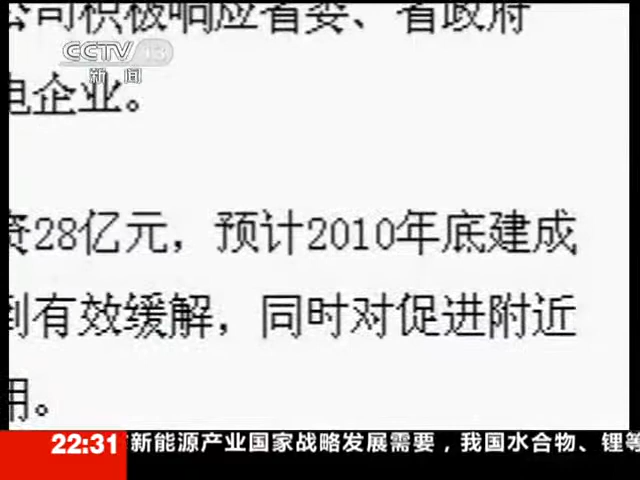 公司积极响应省委、省政府
CCTV 13
新闻
电企业。
资28亿元，预计2010年底建成
到有效缓解，同时对促进附近
用。
22:31
新能源产业国家战略发展需要，我国水合物、锂等